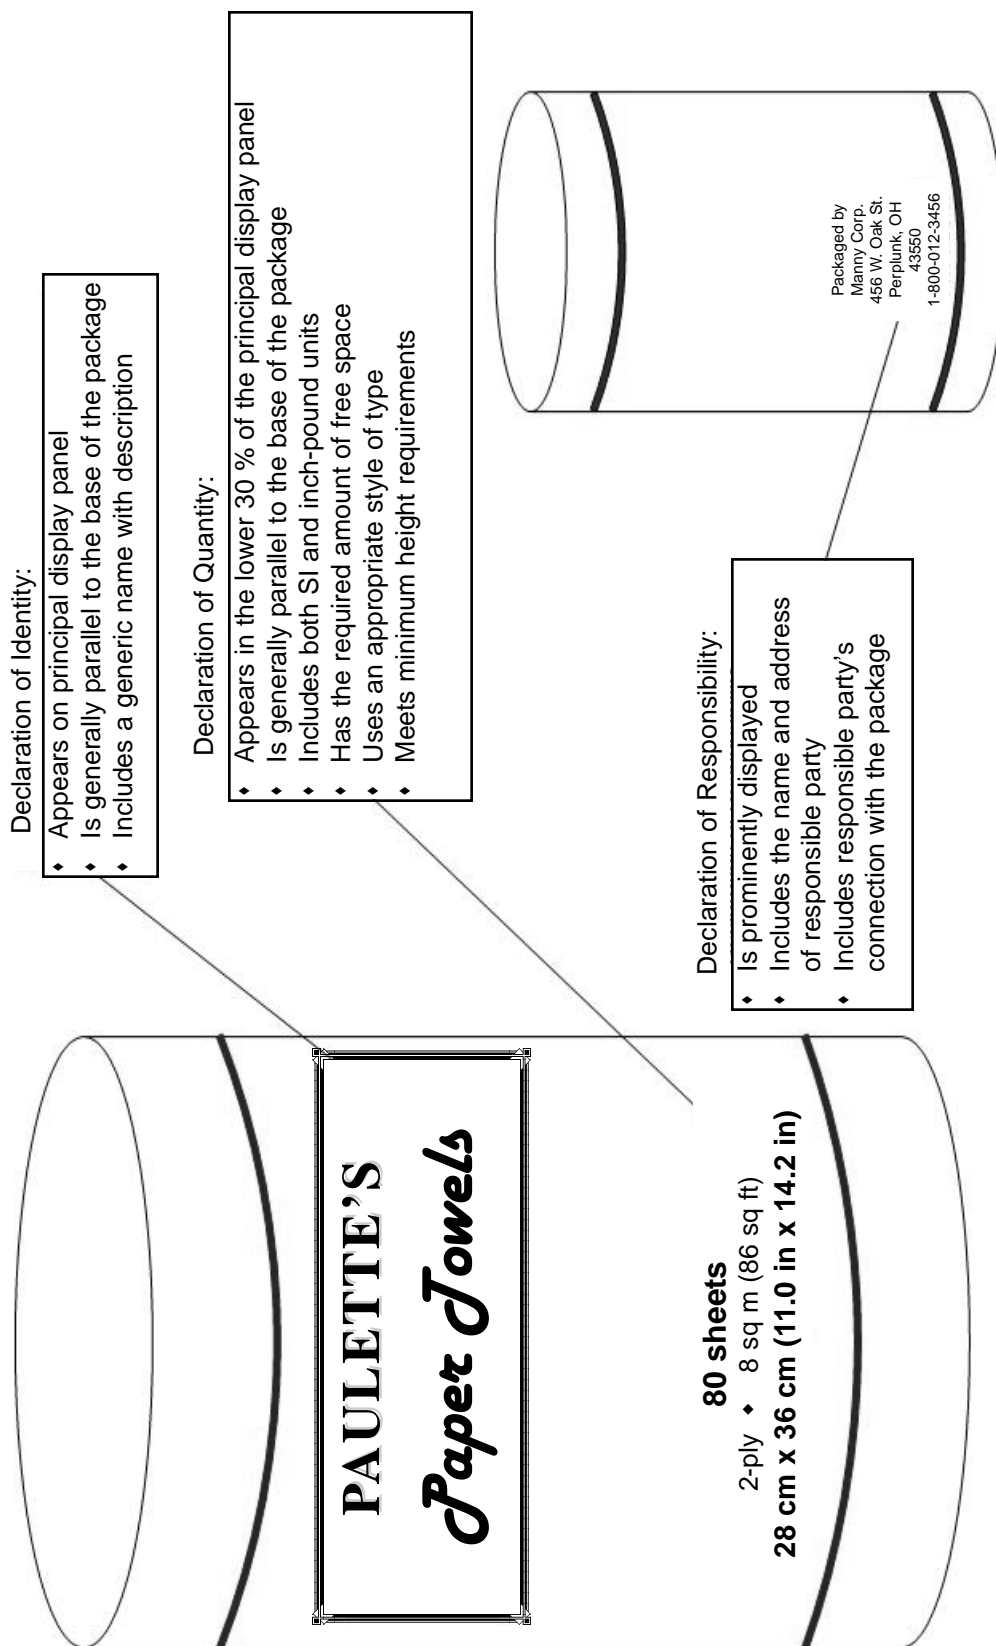 Declaration of Identity:
♦ Appears on principal display panel
♦ Is generally parallel to the base of the package
♦ Includes a generic name with description
Declaration of Quantity:
♦ Appears in the lower 30 % of the principal display panel
♦ Is generally parallel to the base of the package
♦ Includes both SI and inch-pound units
♦ Has the required amount of free space
♦ Uses an appropriate style of type
♦ Meets minimum height requirements
PAULETTE’S
Paper Towels
80 sheets
2-ply ♦ 8 sq m (86 sq ft)
28 cm x 36 cm (11.0 in x 14.2 in)
Declaration of Responsibility:
♦ Is prominently displayed
♦ Includes the name and address
of responsible party
♦ Includes responsible party’s
connection with the package
Packaged by
Manny Corp.
456 W. Oak St.
Perplunk, OH
43550
1-800-012-3456